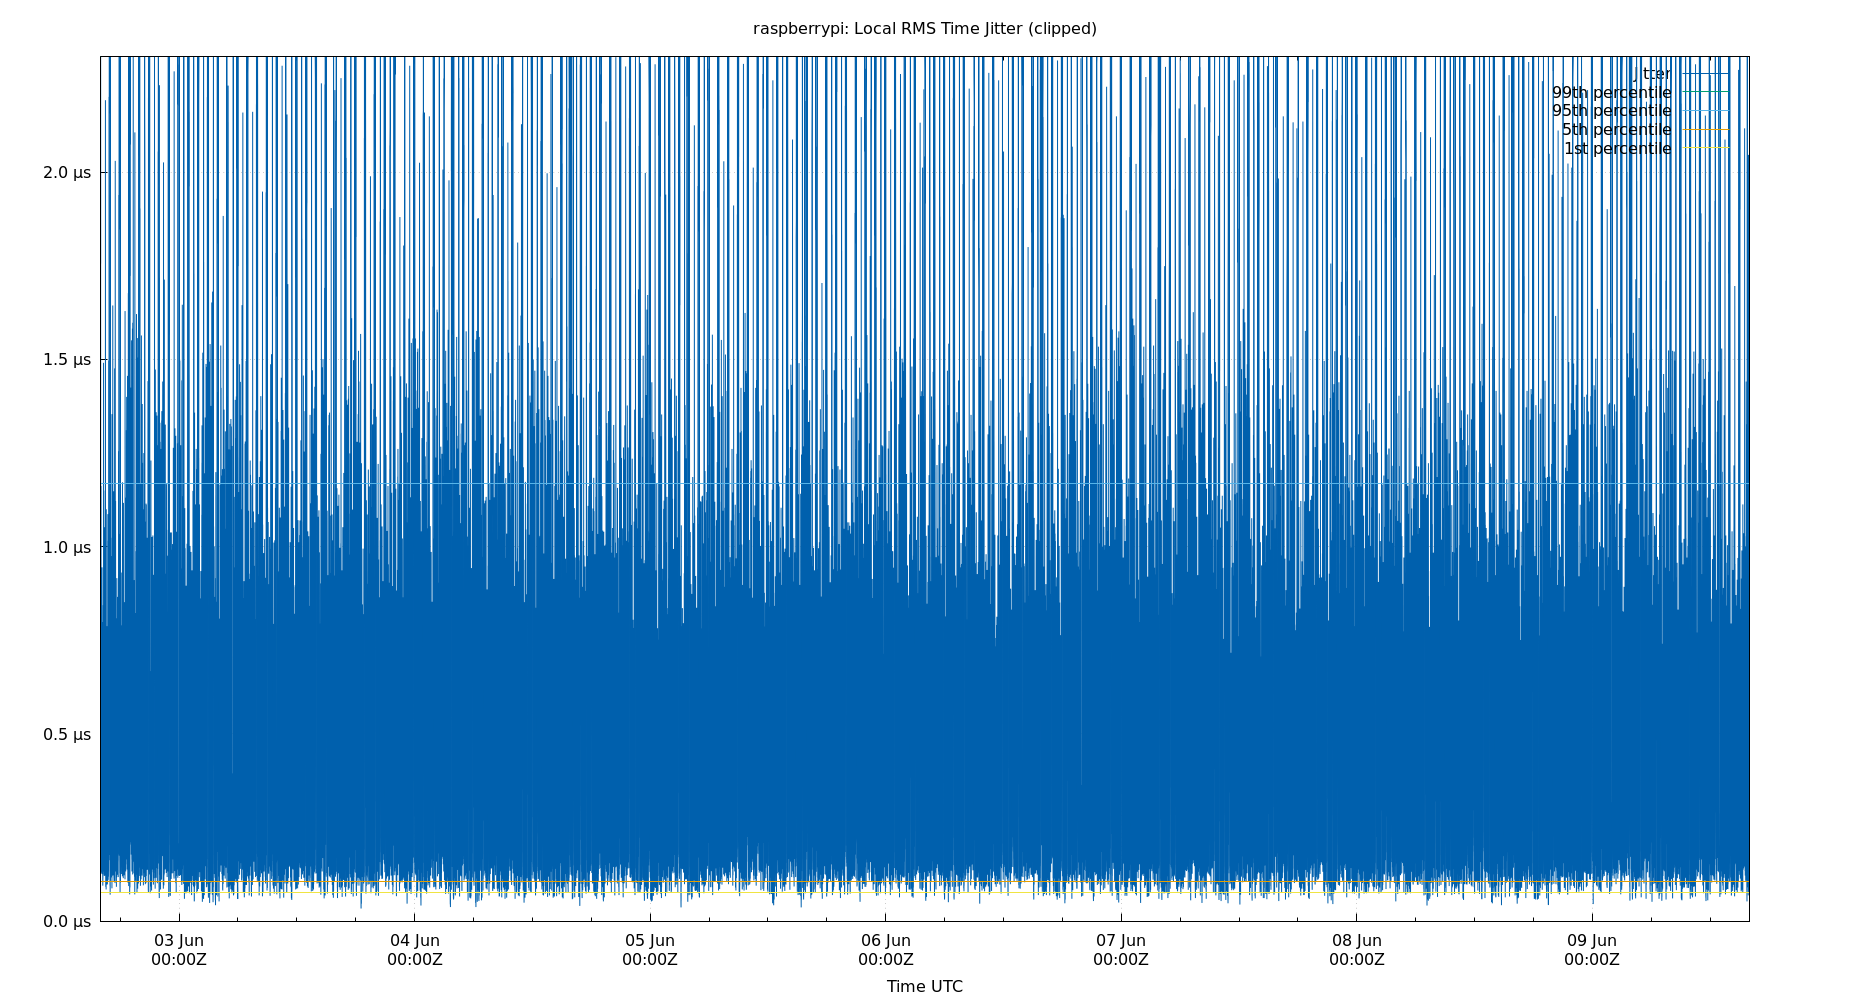 raspberrypi: Local RMS Time Jitter (clipped)
jitter
99th percentile
95th percentile
5th percentile
1st percentile
2.0 µs
1.5 µs
1.0 µs
0.5 µs
0.0 µs
03 Jun 04 Jun 05 Jun 06 Jun 07 Jun 08 Jun 09 Jun
00:00Z 00:00Z 00:00Z 00:00Z 00:00Z 00:00Z 00:00Z
Time UTC